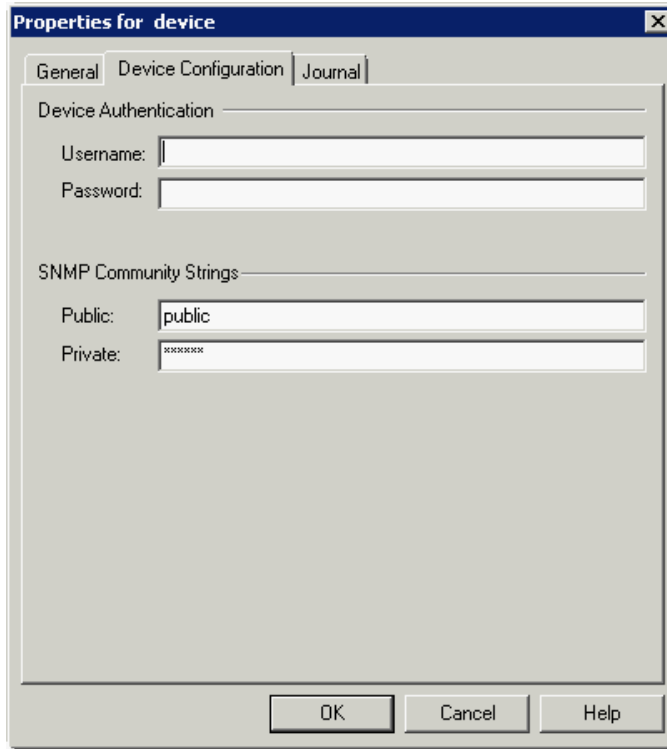 Properties for device
General Device Configuration Journal
Device Authentication
Username:
Password:
SNMP Community Strings
Public: public
Private: ******
OK Cancel Help